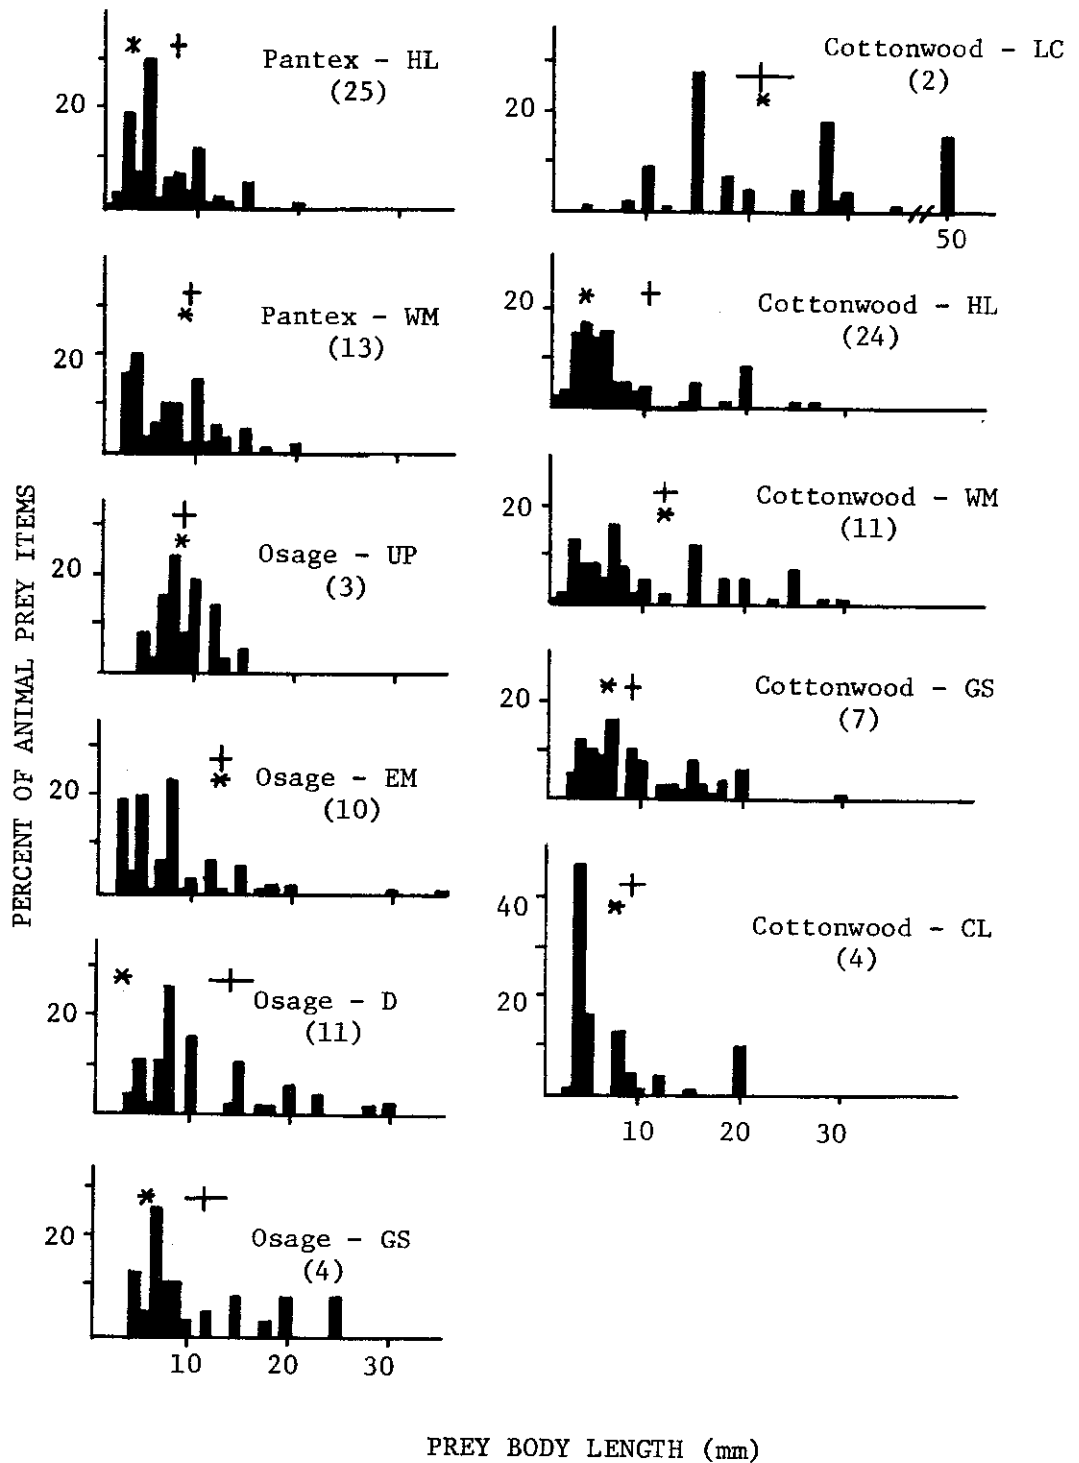 Pantex - HL
(25)
20
Pantex - WM
(13)
20
Osage - UP
(3)
20
Osage - EM
(10)
20
Osage - D
(11)
20
Osage - GS
(4)
20
10 20 30
Cottonwood - LC
(2)
20
50
Cottonwood - HL
(24)
20
Cottonwood - WM
(11)
20
Cottonwood - GS
(7)
20
Cottonwood - CL
(4)
40
20
10 20 30
PERCENT OF ANIMAL PREY ITEMS
PREY BODY LENGTH (mm)